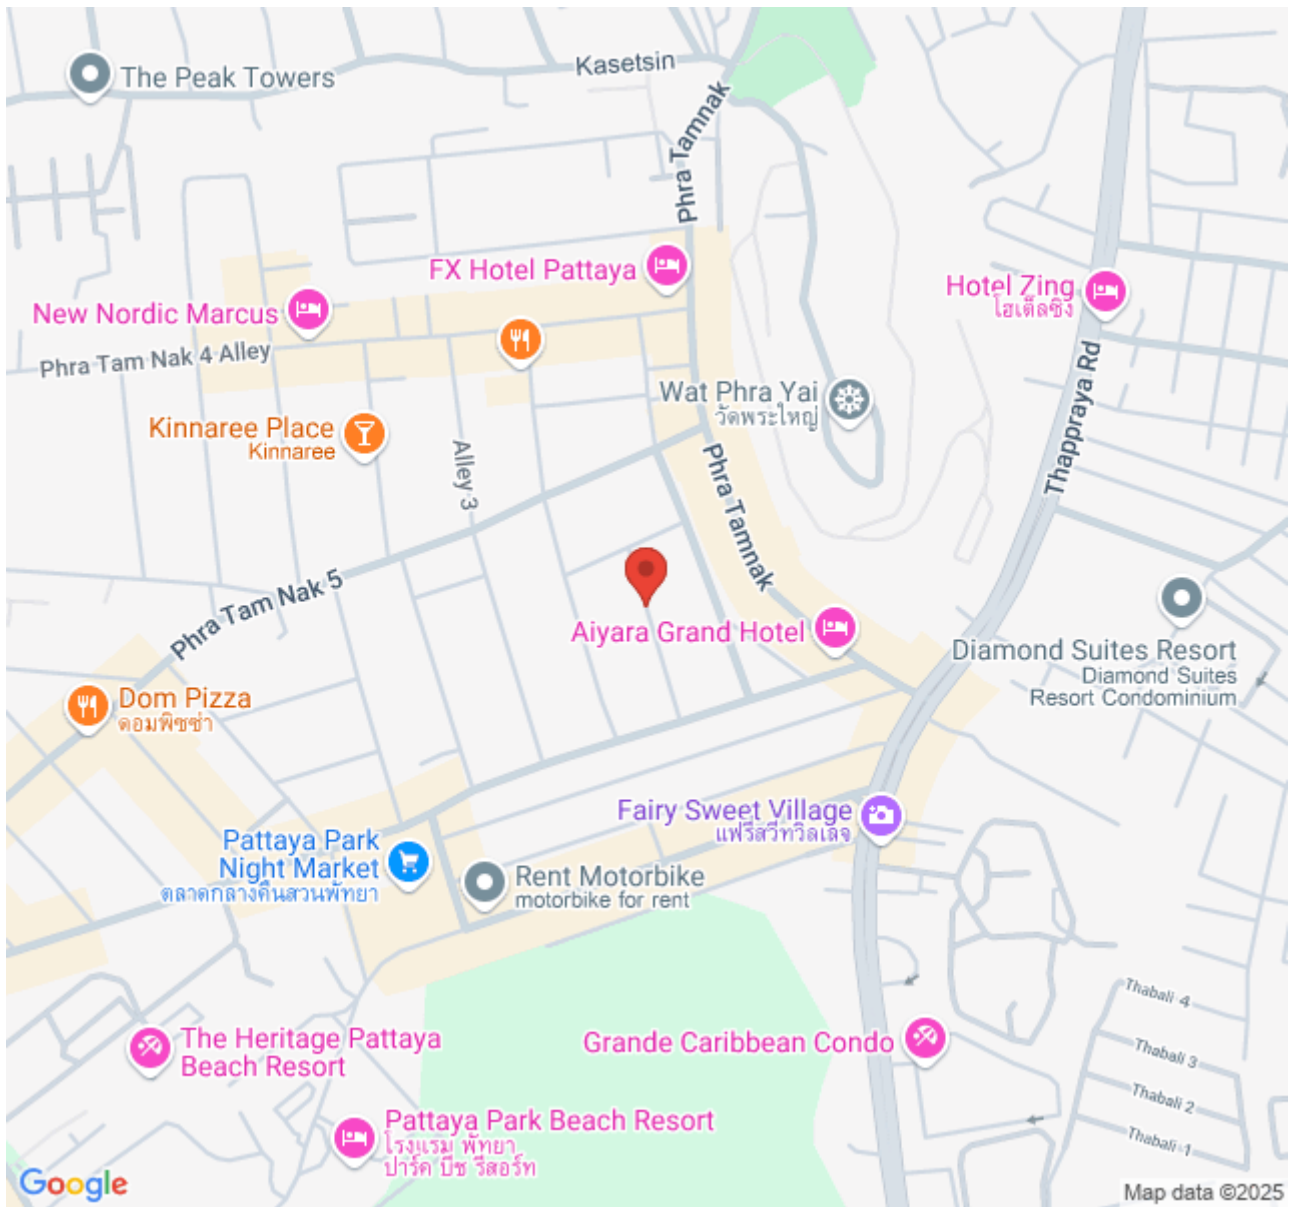 Kasetsin
The Peak Towers
Phra Tamnak
FX Hotel Pattaya
Hotel Zing
โฮเต็ลซิง
New Nordic Marcus
Phra Tam Nak 4 Alley
Thappraya Rd
Wat Phra Yai
วัดพระใหญ่
Kinnaree Place
Kinnaree
Alley 3
Phra Tamnak
Phra Tam Nak 5
Aiyara Grand Hotel
Diamond Suites Resort
Diamond Suites
Resort Condominium
Dom Pizza
ดอมพิซซ่า
Fairy Sweet Village
แฟรี่สวีทวิลเลจ
Pattaya Park
Night Market
ตลาดกลางคืนสวนพัทยา
Rent Motorbike
motorbike for rent
Thabali 4
The Heritage Pattaya
Beach Resort
Grande Caribbean Condo
Thabali 3
Thabali 2
Pattaya Park Beach Resort
โรงแรม พัทยา
ปาร์ค บีช รีสอร์ท
Thabali 1
Google
Map data ©2025